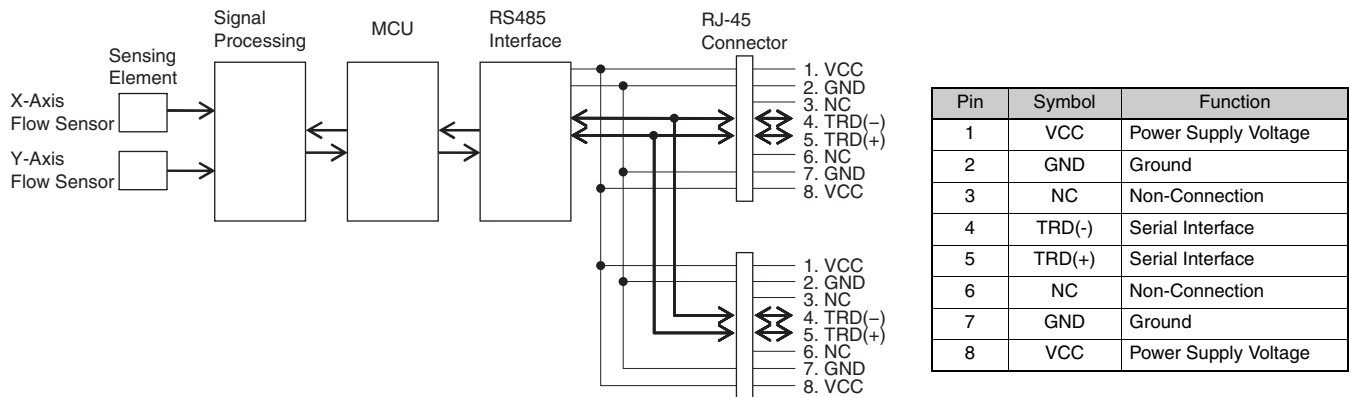 Signal
Processing
MCU
RS485
Interface
RJ-45
Connector
Sensing
Element
X-Axis
Flow Sensor
Y-Axis
Flow Sensor
1. VCC
2. GND
3. NC
4. TRD(−)
5. TRD(+)
6. NC
7. GND
8. VCC
1. VCC
2. GND
3. NC
4. TRD(−)
5. TRD(+)
6. NC
7. GND
8. VCC
Pin Symbol Function
1 VCC Power Supply Voltage
2 GND Ground
3 NC Non-Connection
4 TRD(-) Serial Interface
5 TRD(+) Serial Interface
6 NC Non-Connection
7 GND Ground
8 VCC Power Supply Voltage